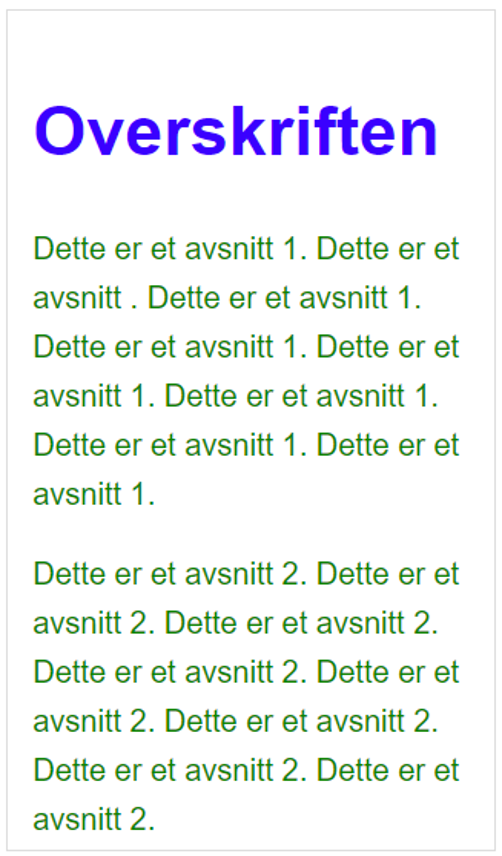 Overskriften
Dette er et avsnitt 1. Dette er et
avsnitt . Dette er et avsnitt 1.
Dette er et avsnitt 1. Dette er et
avsnitt 1. Dette er et avsnitt 1.
Dette er et avsnitt 1. Dette er et
avsnitt 1.
Dette er et avsnitt 2. Dette er et
avsnitt 2. Dette er et avsnitt 2.
Dette er et avsnitt 2. Dette er et
avsnitt 2. Dette er et avsnitt 2.
Dette er et avsnitt 2. Dette er et
avsnitt 2.